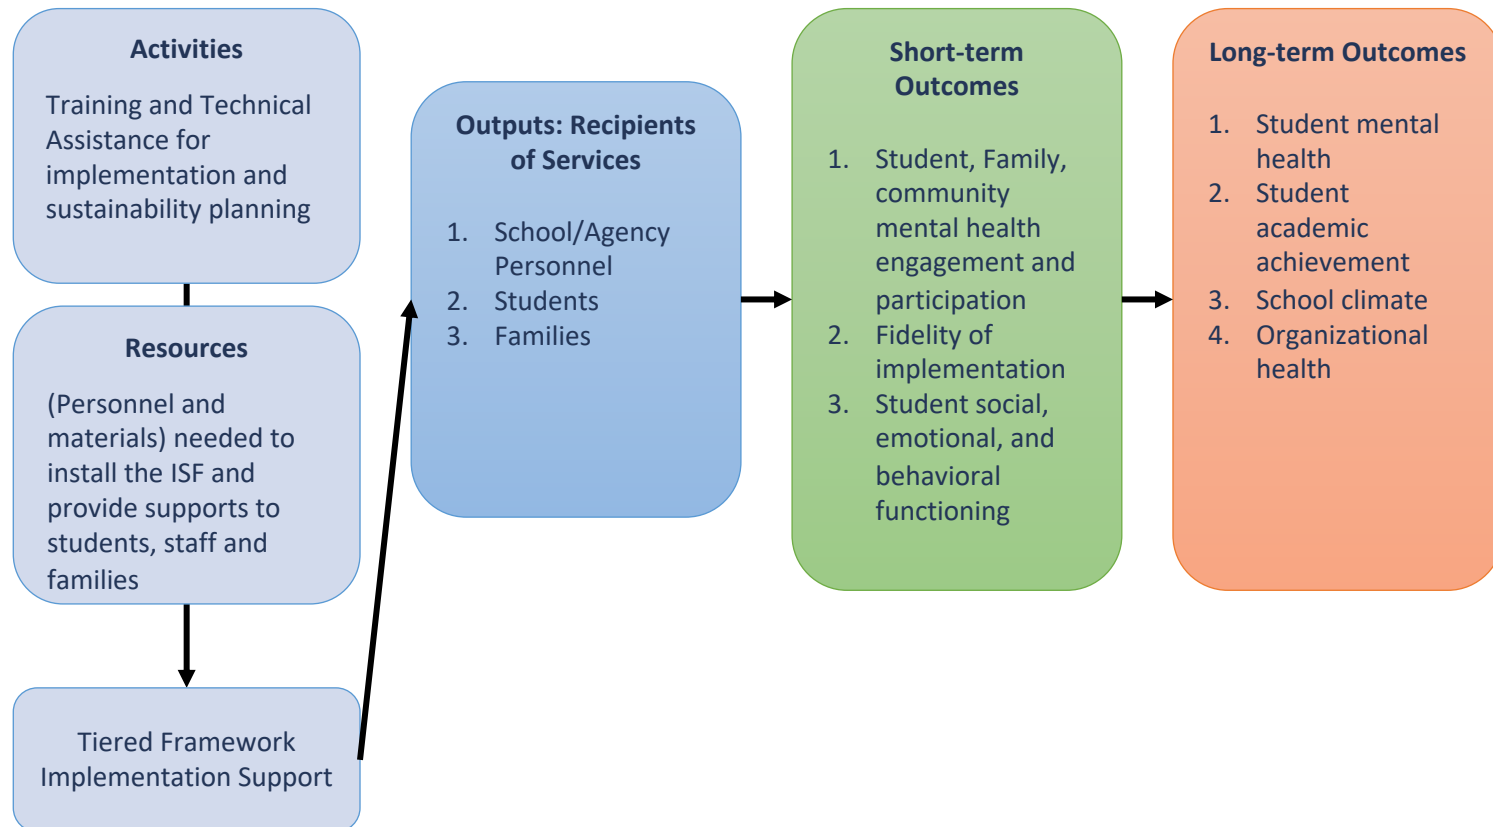 Activities
Training and Technical
Assistance for
implementation and
sustainability planning
Resources
(Personnel and
materials) needed to
install the ISF and
provide supports to
students, staff and
families
Tiered Framework
Implementation Support
Outputs: Recipients
of Services
1. School/Agency
Personnel
2. Students
3. Families
Short-term
Outcomes
1. Student, Family,
community
mental health
engagement and
participation
2. Fidelity of
implementation
3. Student social,
emotional, and
behavioral
functioning
Long-term Outcomes
1. Student mental
health
2. Student
academic
achievement
3. School climate
4. Organizational
health